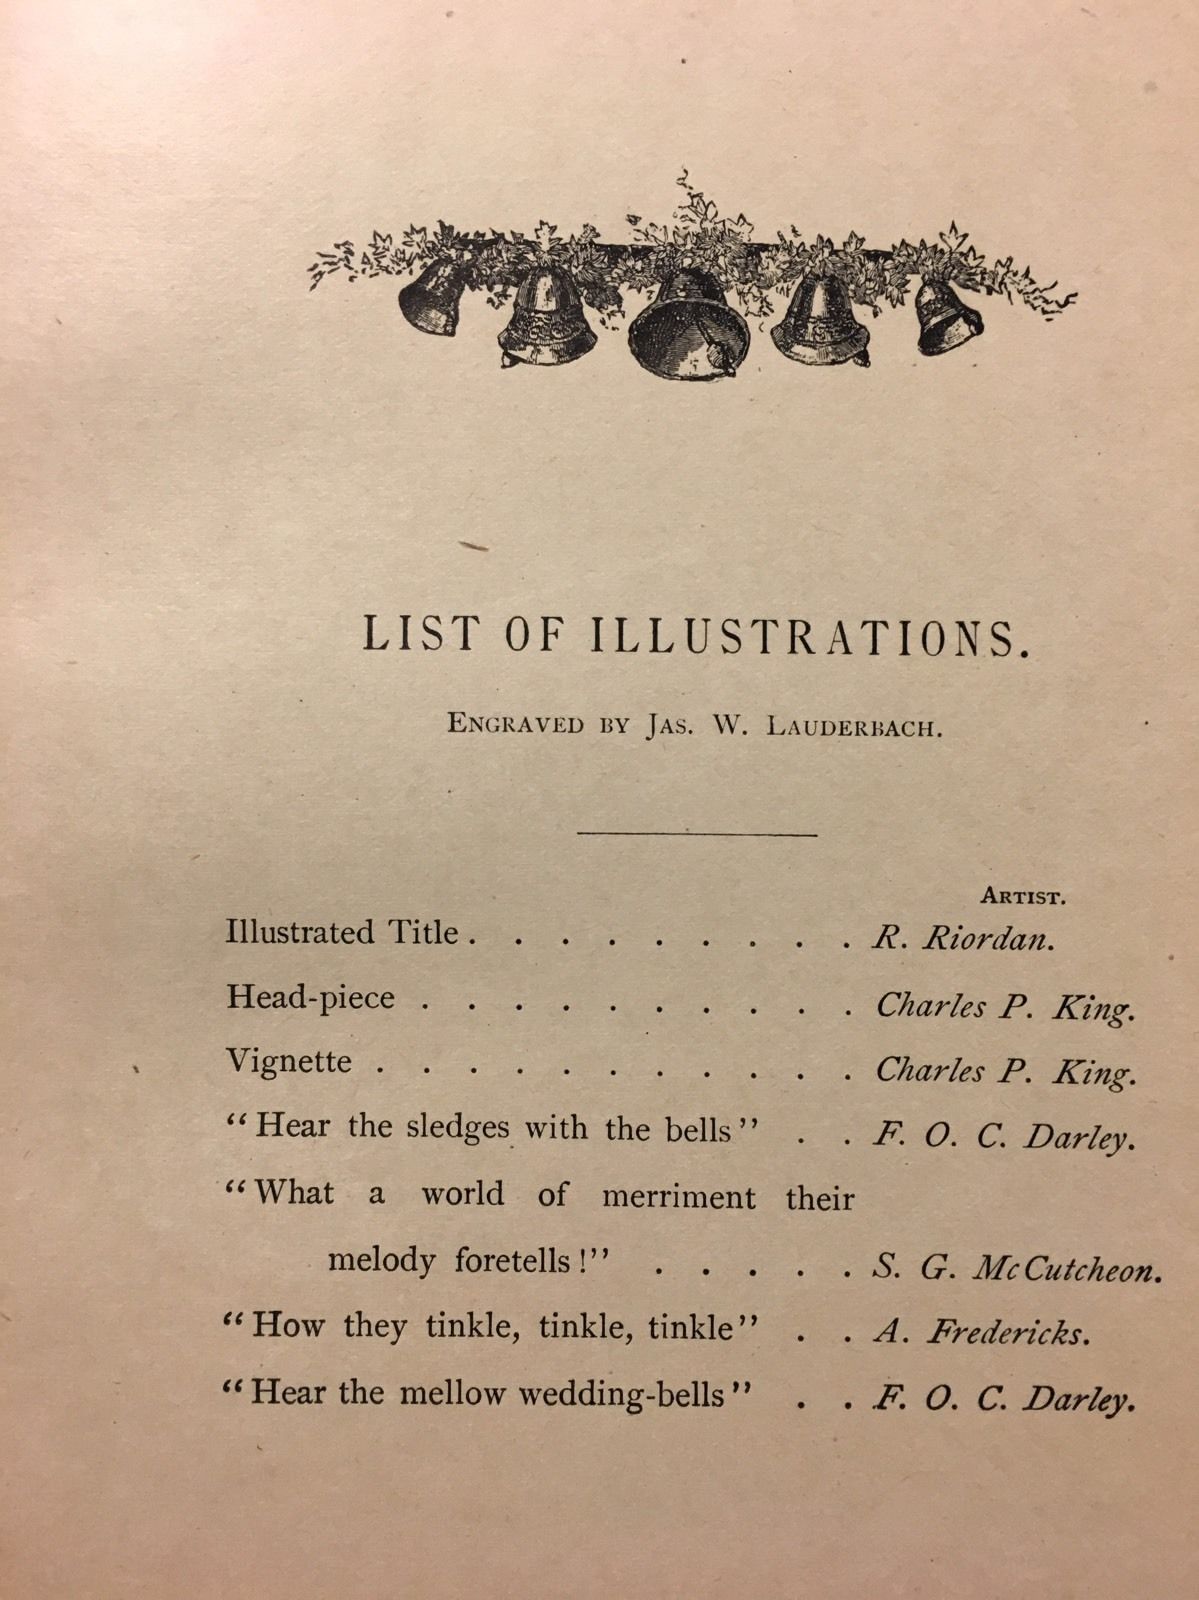 LIST OF ILLUSTRATIONS.
ENGRAVED BY JAS. W. LAUDERBACH.
ARTIST.
Illustrated Title . . . . . . . . . R. Riordan.
Head-piece . . . . . . . . . . Charles P. King.
Vignette . . . . . . . . . . . Charles P. King.
“Hear the sledges with the bells” . . F. O. C. Darley.
“What a world of merriment their
melody foretells!” . . . . . S. G. McCutcheon.
“How they tinkle, tinkle, tinkle” . . A. Fredericks.
“Hear the mellow wedding-bells” . . F. O. C. Darley.